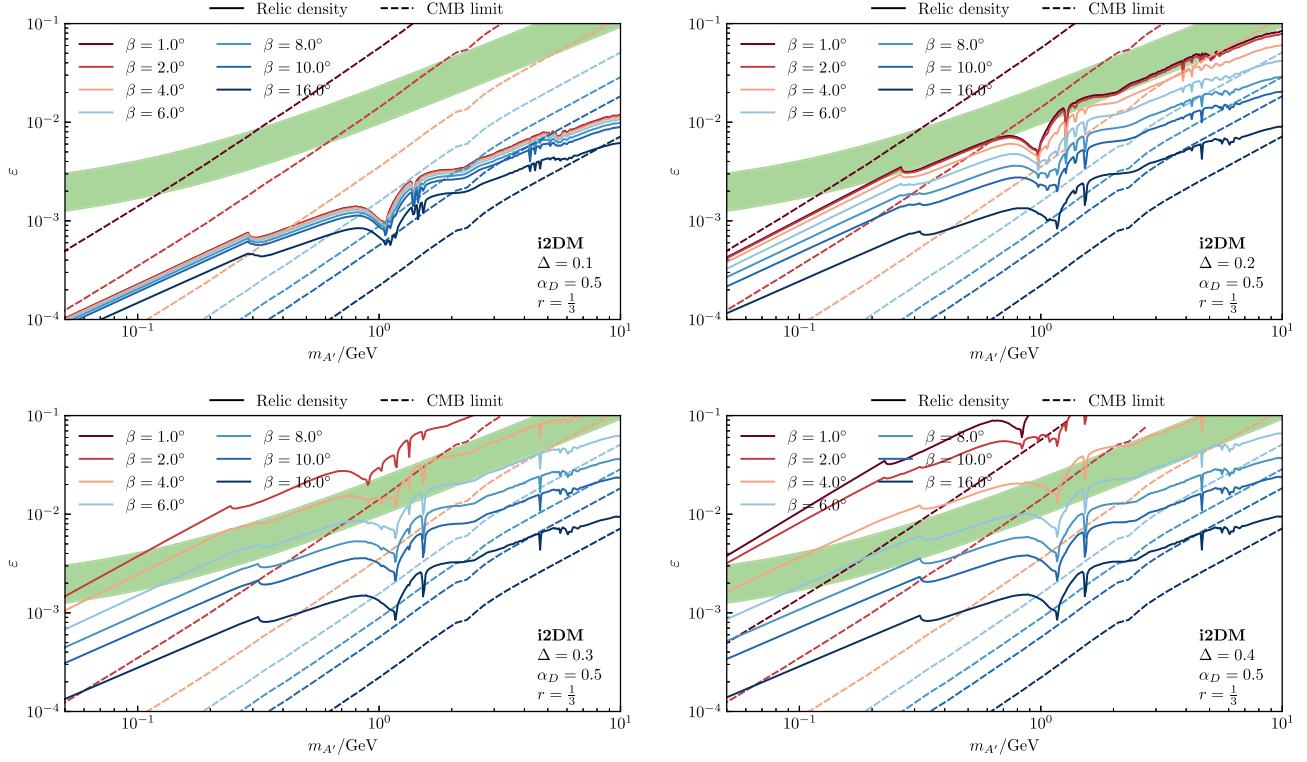 Relic density CMB limit
10⁻¹
β = 1.0° β = 8.0°
β = 2.0° β = 10.0°
β = 4.0° β = 16.0°
β = 6.0°
10⁻²
ε
10⁻³
i2DM
Δ = 0.1
α_D = 0.5
r = 1/3
10⁻⁴
10⁻¹ 10⁰ 10¹
m_A′/GeV
Relic density CMB limit
10⁻¹
β = 1.0° β = 8.0°
β = 2.0° β = 10.0°
β = 4.0° β = 16.0°
β = 6.0°
10⁻²
ε
10⁻³
i2DM
Δ = 0.2
α_D = 0.5
r = 1/3
10⁻⁴
10⁻¹ 10⁰ 10¹
m_A′/GeV
Relic density CMB limit
10⁻¹
β = 1.0° β = 8.0°
β = 2.0° β = 10.0°
β = 4.0° β = 16.0°
β = 6.0°
10⁻²
ε
10⁻³
i2DM
Δ = 0.3
α_D = 0.5
r = 1/3
10⁻⁴
10⁻¹ 10⁰ 10¹
m_A′/GeV
Relic density CMB limit
10⁻¹
β = 1.0° β = 8.0°
β = 2.0° β = 10.0°
β = 4.0° β = 16.0°
β = 6.0°
10⁻²
ε
10⁻³
i2DM
Δ = 0.4
α_D = 0.5
r = 1/3
10⁻⁴
10⁻¹ 10⁰ 10¹
m_A′/GeV